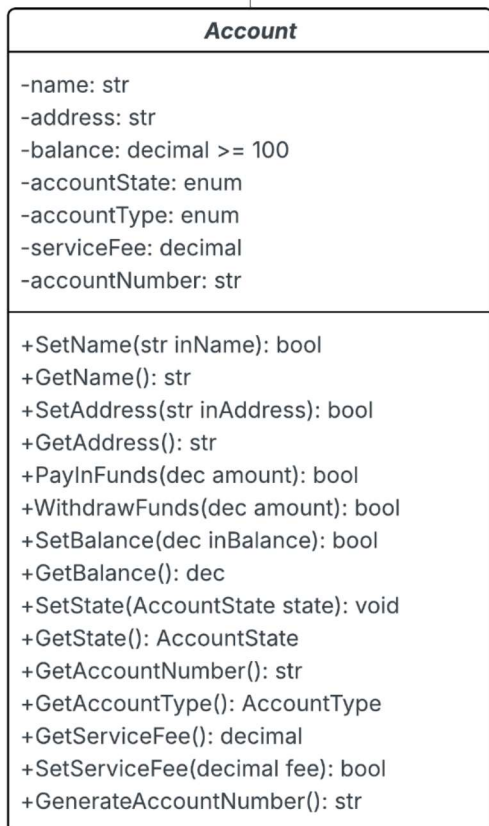 Account
-name: str
-address: str
-balance: decimal >= 100
-accountState: enum
-accountType: enum
-serviceFee: decimal
-accountNumber: str
+SetName(str inName): bool
+GetName(): str
+SetAddress(str inAddress): bool
+GetAddress(): str
+PayInFunds(dec amount): bool
+WithdrawFunds(dec amount): bool
+SetBalance(dec inBalance): bool
+GetBalance(): dec
+SetState(AccountState state): void
+GetState(): AccountState
+GetAccountNumber(): str
+GetAccountType(): AccountType
+GetServiceFee(): decimal
+SetServiceFee(decimal fee): bool
+GenerateAccountNumber(): str